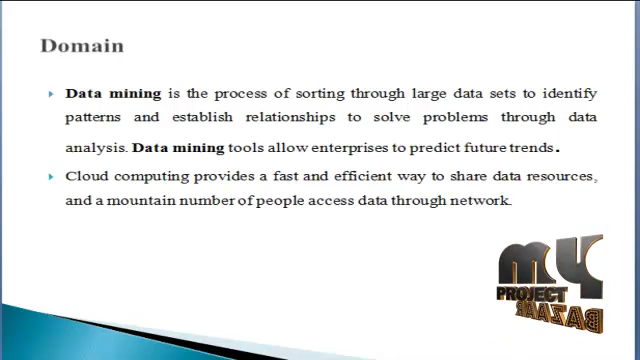 Domain
Data mining is the process of sorting through large data sets to identify
patterns and establish relationships to solve problems through data
analysis. Data mining tools allow enterprises to predict future trends.
Cloud computing provides a fast and efficient way to share data resources,
and a mountain number of people access data through network.
my
PROJECT
BAZAAR